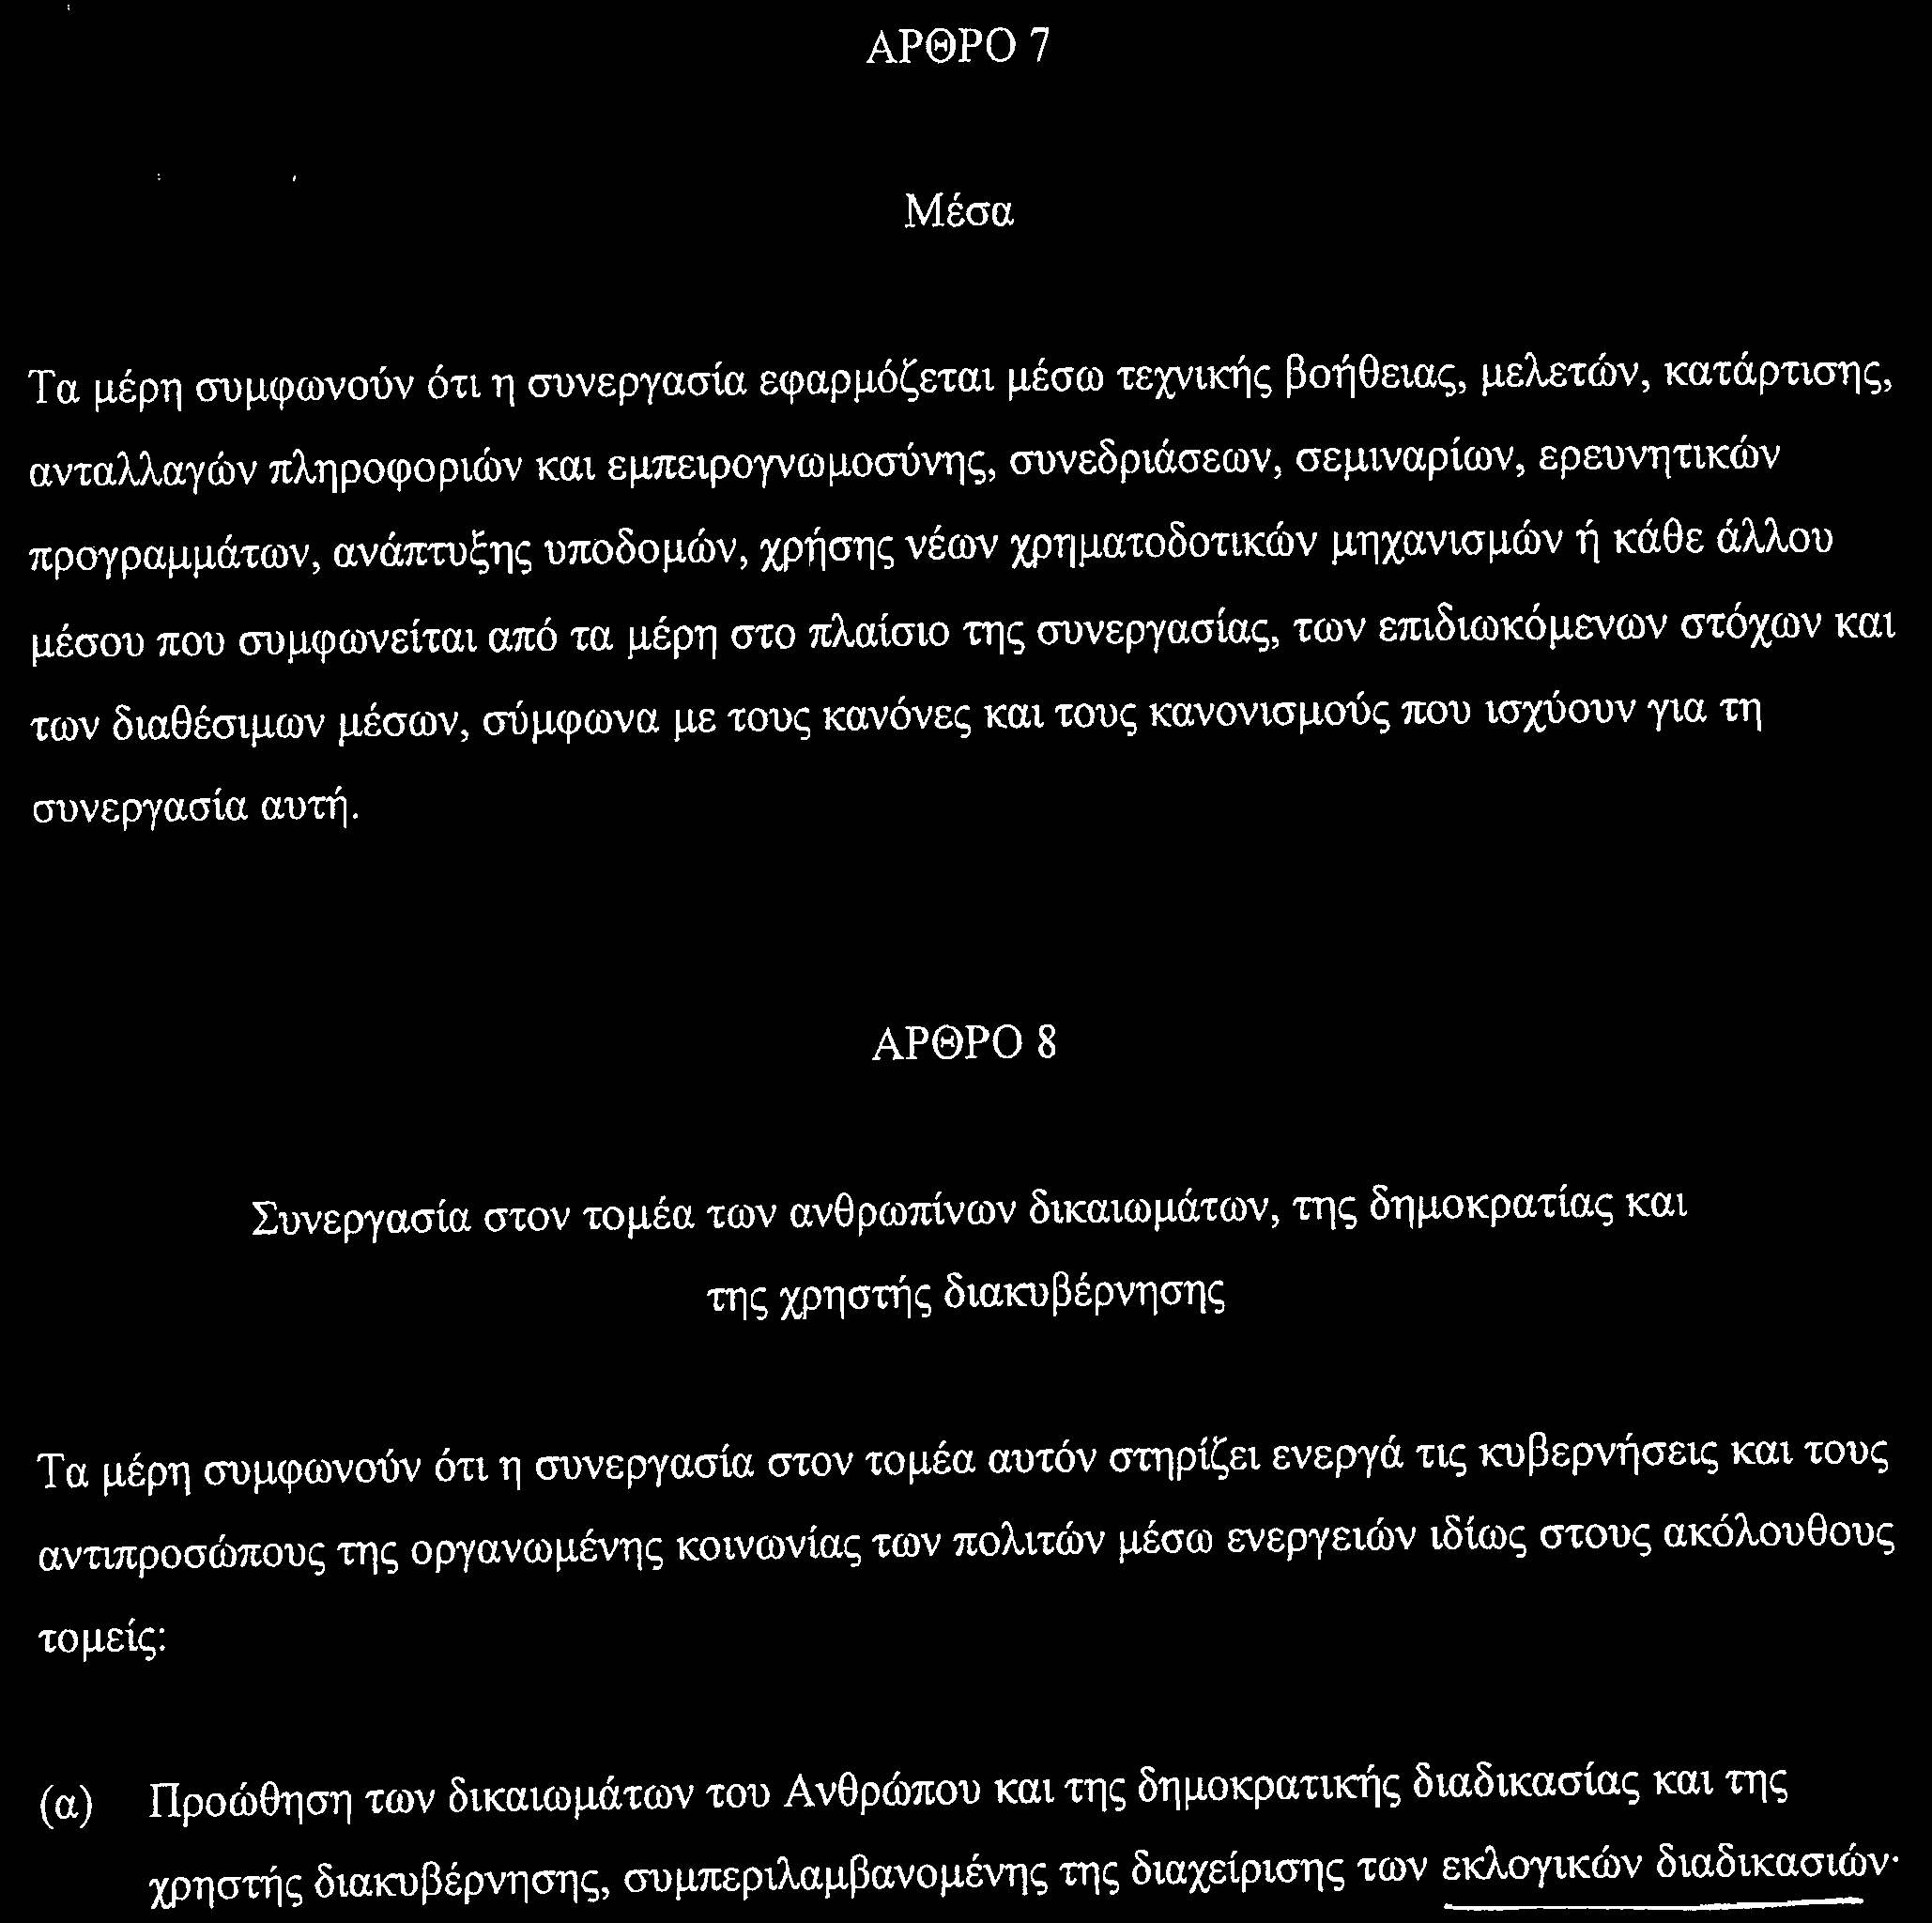 ΑΡΘΡΟ 7
Μέσα
Τα μέρη συμφωνούν ότι η συνεργασία εφαρμόζεται μέσω τεχνικής βοήθειας, μελετών, κατάρτισης,
ανταλλαγών πληροφοριών και εμπειρογνωμοσύνης, συνεδριάσεων, σεμιναρίων, ερευνητικών
προγραμμάτων, ανάπτυξης υποδομών, χρήσης νέων χρηματοδοτικών μηχανισμών ή κάθε άλλου
μέσου που συμφωνείται από τα μέρη στο πλαίσιο της συνεργασίας, των επιδιωκόμενων στόχων και
των διαθέσιμων μέσων, σύμφωνα με τους κανόνες και τους κανονισμούς που ισχύουν για τη
συνεργασία αυτή.
ΑΡΘΡΟ 8
Συνεργασία στον τομέα των ανθρωπίνων δικαιωμάτων, της δημοκρατίας και
της χρηστής διακυβέρνησης
Τα μέρη συμφωνούν ότι η συνεργασία στον τομέα αυτόν στηρίζει ενεργά τις κυβερνήσεις και τους
αντιπροσώπους της οργανωμένης κοινωνίας των πολιτών μέσω ενεργειών ιδίως στους ακόλουθους
τομείς:
(α) Προώθηση των δικαιωμάτων του Ανθρώπου και της δημοκρατικής διαδικασίας και της
χρηστής διακυβέρνησης, συμπεριλαμβανομένης της διαχείρισης των εκλογικών διαδικασιών·